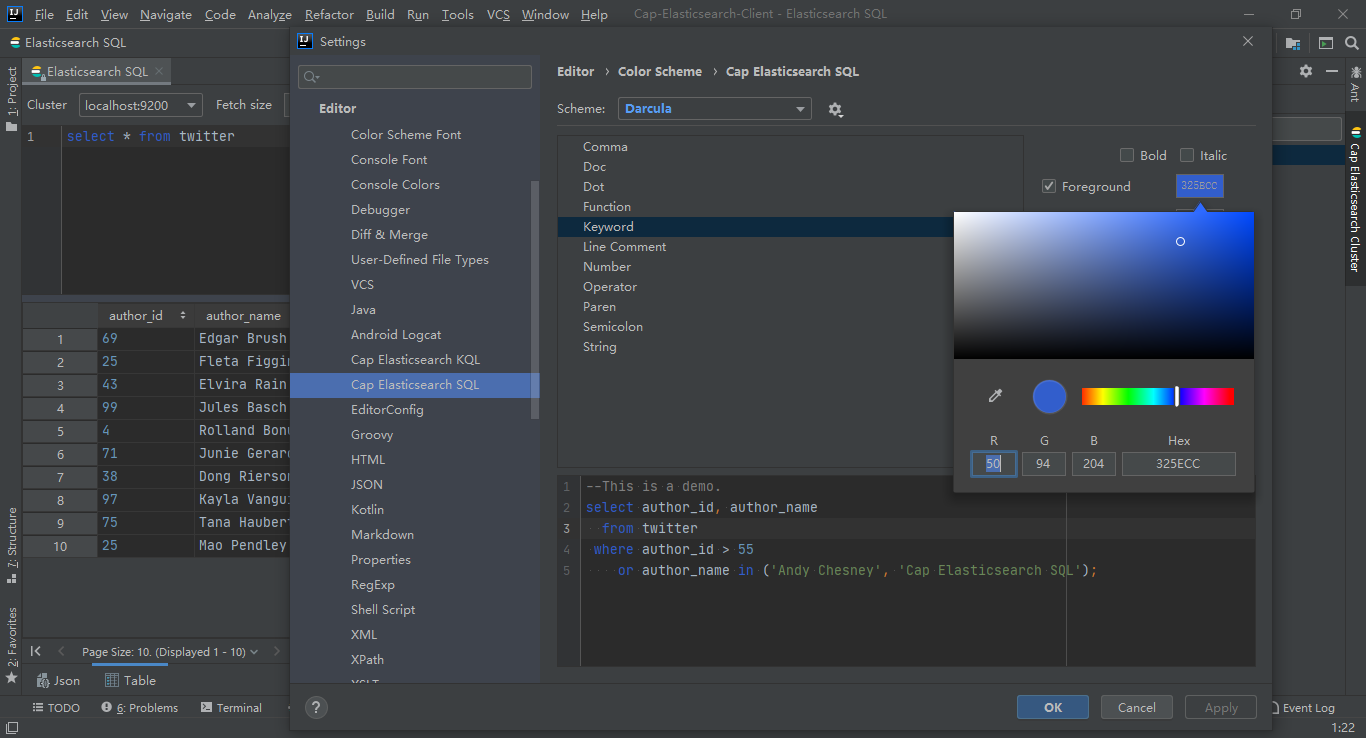 File Edit View Navigate Code Analyze Refactor Build Run Tools VCS Window Help Cap-Elasticsearch-Client - Elasticsearch SQL
Elasticsearch SQL
Elasticsearch SQL
Cluster localhost:9200 Fetch size
1 select * from twitter
author_id author_name
1 69 Edgar Brush
2 25 Fleta Figgi
3 43 Elvira Rain
4 99 Jules Basch
5 4 Rolland Bon
6 71 Junie Gerar
7 38 Dong Rierson
8 97 Kayla Vangui
9 75 Tana Hauber
10 25 Mao Pendley
Page Size: 10. (Displayed 1 - 10)
Json Table
TODO 6: Problems Terminal
1: Project
7: Structure
2: Favorites
Settings
Editor
Color Scheme Font
Console Font
Console Colors
Debugger
Diff & Merge
User-Defined File Types
VCS
Java
Android Logcat
Cap Elasticsearch KQL
Cap Elasticsearch SQL
EditorConfig
Groovy
HTML
JSON
Kotlin
Markdown
Properties
RegExp
Shell Script
XML
XPath
XSLT
Editor › Color Scheme › Cap Elasticsearch SQL
Scheme: Darcula
Comma
Doc
Dot
Function
Keyword
Line Comment
Number
Operator
Paren
Semicolon
String
Bold Italic
Foreground 325ECC
R G B Hex
50 94 204 325ECC
1 --This is a demo.
2 select author_id, author_name
3 from twitter
4 where author_id > 55
5 or author_name in ('Andy Chesney', 'Cap Elasticsearch SQL');
?
OK Cancel Apply
Ant
Cap Elasticsearch Cluster
Event Log
1:22